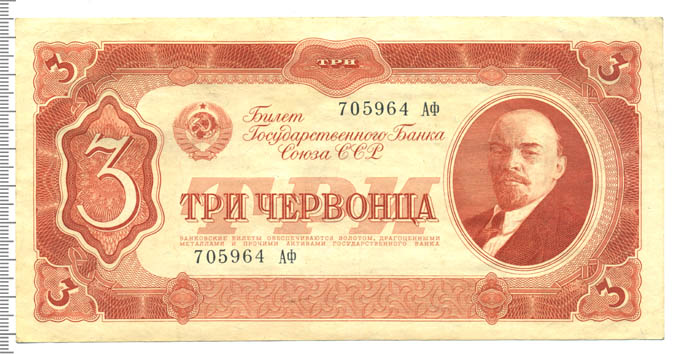 3 ТРИ 3
Билет 705964 АФ
Государственного Банка
Союза ССР
3
ТРИ
ТРИ ЧЕРВОНЦА
БАНКОВСКИЕ БИЛЕТЫ ОБЕСПЕЧИВАЮТСЯ ЗОЛОТОМ, ДРАГОЦЕННЫМИ
МЕТАЛЛАМИ И ПРОЧИМИ АКТИВАМИ ГОСУДАРСТВЕННОГО БАНКА
705964 АФ
3 3